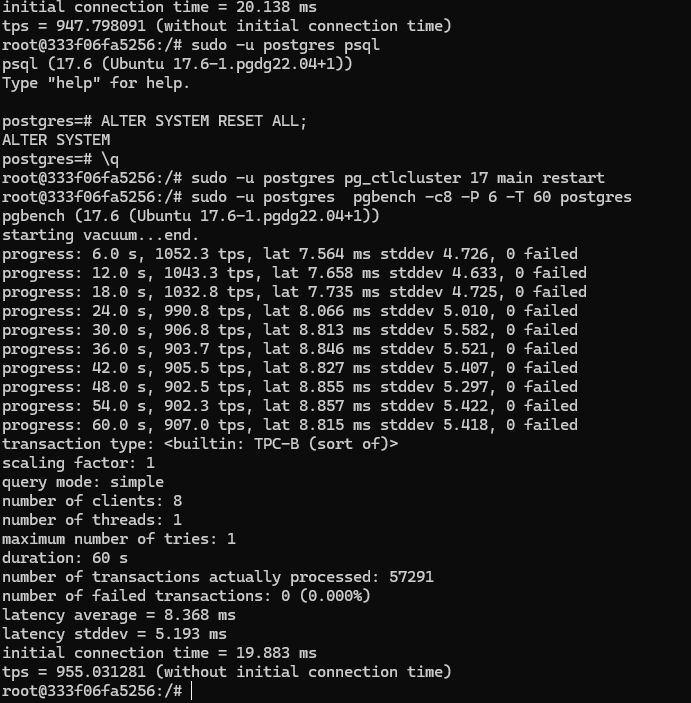 initial connection time = 20.138 ms
tps = 947.798091 (without initial connection time)
root@333f06fa5256:/# sudo -u postgres psql
psql (17.6 (Ubuntu 17.6-1.pgdg22.04+1))
Type "help" for help.

postgres=# ALTER SYSTEM RESET ALL;
ALTER SYSTEM
postgres=# \q
root@333f06fa5256:/# sudo -u postgres pg_ctlcluster 17 main restart
root@333f06fa5256:/# sudo -u postgres  pgbench -c8 -P 6 -T 60 postgres
pgbench (17.6 (Ubuntu 17.6-1.pgdg22.04+1))
starting vacuum...end.
progress: 6.0 s, 1052.3 tps, lat 7.564 ms stddev 4.726, 0 failed
progress: 12.0 s, 1043.3 tps, lat 7.658 ms stddev 4.633, 0 failed
progress: 18.0 s, 1032.8 tps, lat 7.735 ms stddev 4.725, 0 failed
progress: 24.0 s, 990.8 tps, lat 8.066 ms stddev 5.010, 0 failed
progress: 30.0 s, 906.8 tps, lat 8.813 ms stddev 5.582, 0 failed
progress: 36.0 s, 903.7 tps, lat 8.846 ms stddev 5.521, 0 failed
progress: 42.0 s, 905.5 tps, lat 8.827 ms stddev 5.407, 0 failed
progress: 48.0 s, 902.5 tps, lat 8.855 ms stddev 5.297, 0 failed
progress: 54.0 s, 902.3 tps, lat 8.857 ms stddev 5.422, 0 failed
progress: 60.0 s, 907.0 tps, lat 8.815 ms stddev 5.418, 0 failed
transaction type: <builtin: TPC-B (sort of)>
scaling factor: 1
query mode: simple
number of clients: 8
number of threads: 1
maximum number of tries: 1
duration: 60 s
number of transactions actually processed: 57291
number of failed transactions: 0 (0.000%)
latency average = 8.368 ms
latency stddev = 5.193 ms
initial connection time = 19.883 ms
tps = 955.031281 (without initial connection time)
root@333f06fa5256:/#